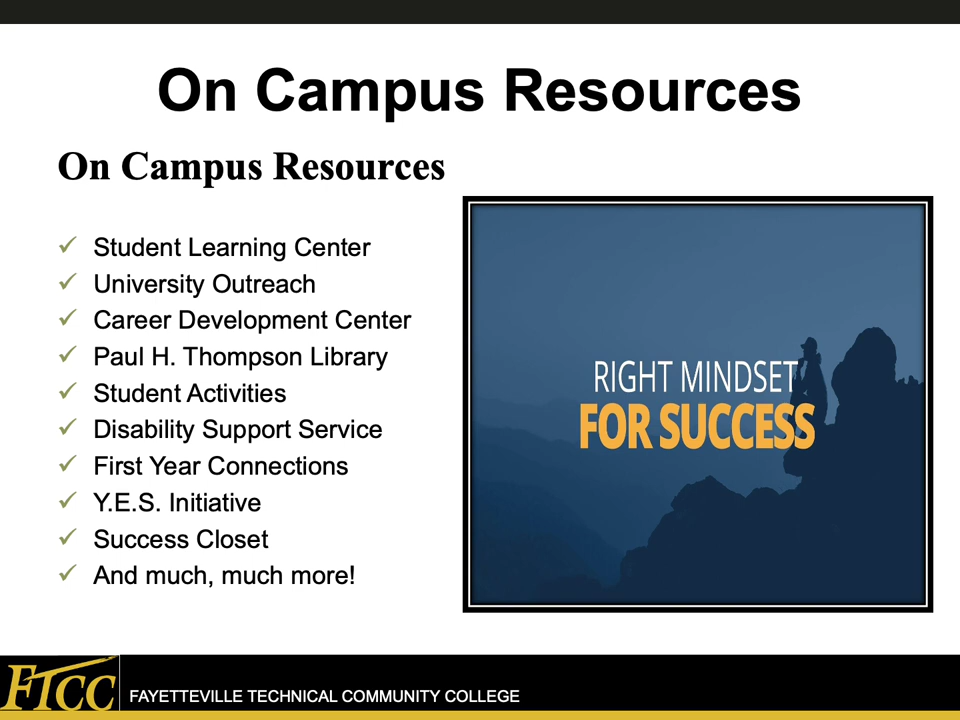 On Campus Resources
On Campus Resources
Student Learning Center
University Outreach
Career Development Center
Paul H. Thompson Library
Student Activities
Disability Support Service
First Year Connections
Y.E.S. Initiative
Success Closet
And much, much more!
RIGHT MINDSET
FOR SUCCESS
FTCC
FAYETTEVILLE TECHNICAL COMMUNITY COLLEGE